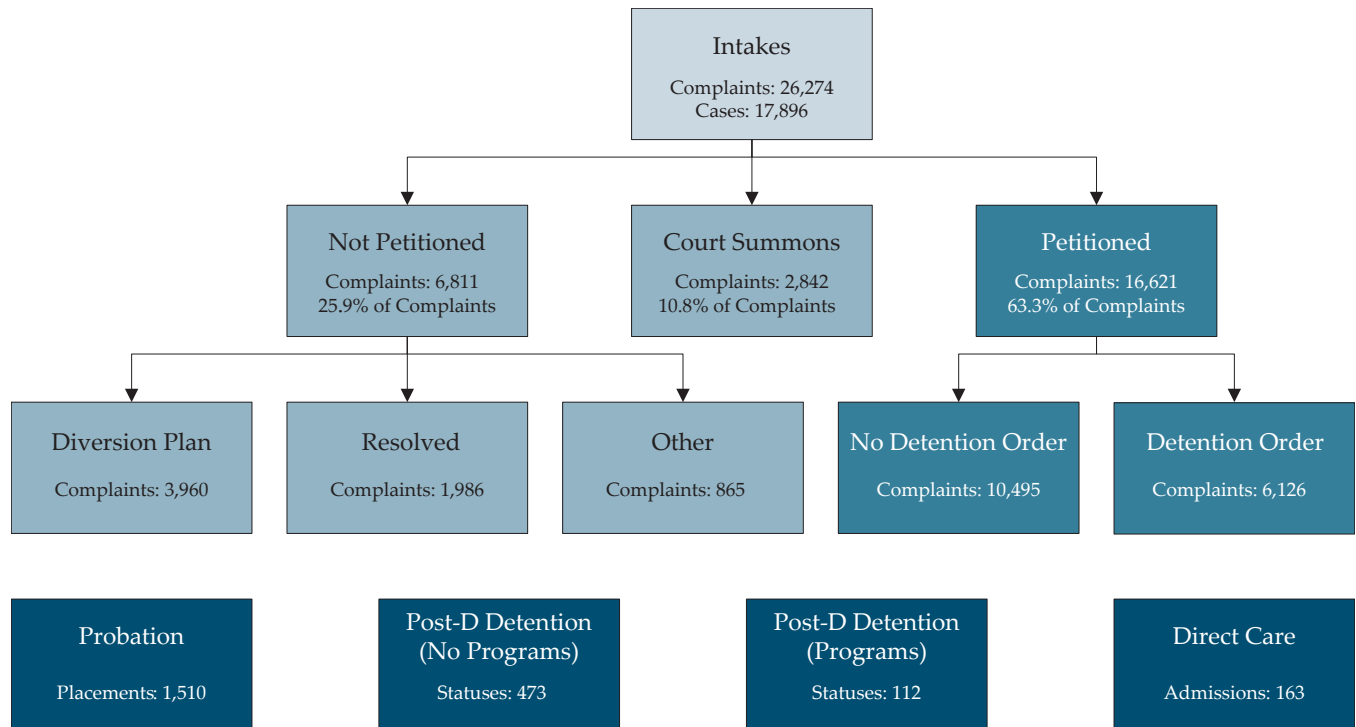 Intakes
Complaints: 26,274
Cases: 17,896
Not Petitioned
Complaints: 6,811
25.9% of Complaints
Court Summons
Complaints: 2,842
10.8% of Complaints
Petitioned
Complaints: 16,621
63.3% of Complaints
Diversion Plan
Complaints: 3,960
Resolved
Complaints: 1,986
Other
Complaints: 865
No Detention Order
Complaints: 10,495
Detention Order
Complaints: 6,126
Probation
Placements: 1,510
Post-D Detention
(No Programs)
Statuses: 473
Post-D Detention
(Programs)
Statuses: 112
Direct Care
Admissions: 163